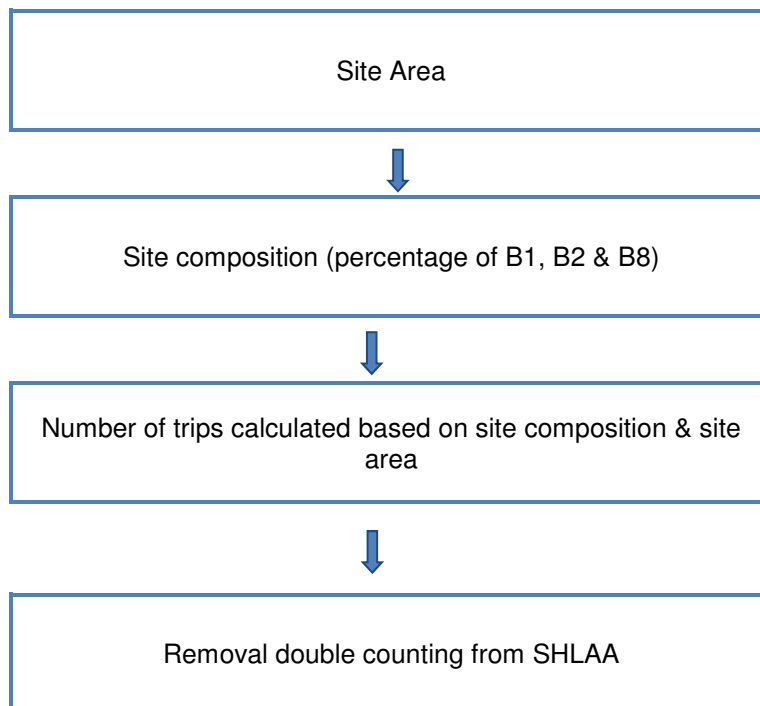 Site Area
Site composition (percentage of B1, B2 & B8)
Number of trips calculated based on site composition & site
area
Removal double counting from SHLAA